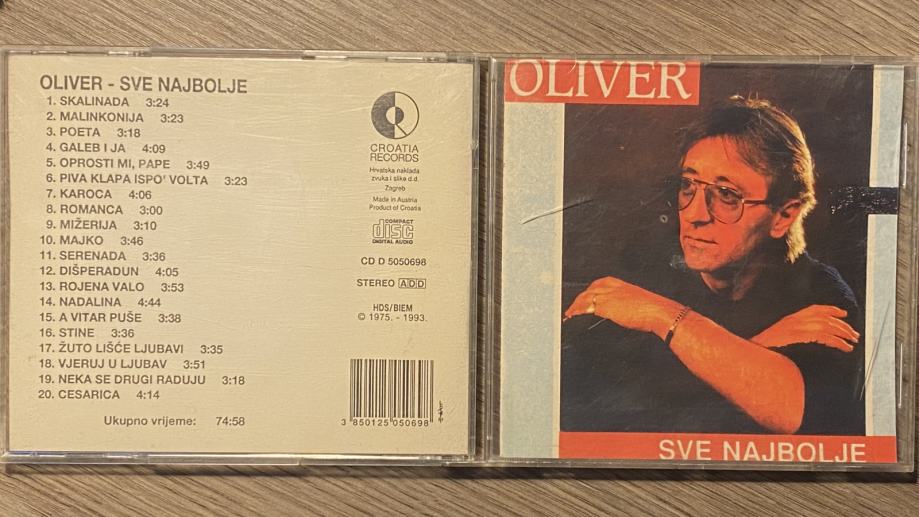 OLIVER - SVE NAJBOLJE
1. SKALINADA 3:24
2. MALINKONIJA 3:23
3. POETA 3:18
4. GALEB I JA 4:09
5. OPROSTI MI, PAPE 3:49
6. PIVA KLAPA ISPO' VOLTA 3:23
7. KAROCA 4:06
8. ROMANCA 3:00
9. MIŽERIJA 3:10
10. MAJKO 3:46
11. SERENADA 3:36
12. DIŠPERADUN 4:05
13. ROJENA VALO 3:53
14. NADALINA 4:44
15. A VITAR PUŠE 3:38
16. STINE 3:36
17. ŽUTO LIŠĆE LJUBAVI 3:35
18. VJERUJ U LJUBAV 3:51
19. NEKA SE DRUGI RADUJU 3:18
20. CESARICA 4:14
Ukupno vrijeme: 74:58
CROATIA
RECORDS
Hrvatska naklada
zvuka i slike d.d.
Zagreb
Made in Austria
Product of Croatia
COMPACT
disc
DIGITAL AUDIO
CD D 5050698
STEREO ADD
HDS/BIEM
© 1975. - 1993.
3 850125 050698
OLIVER
SVE NAJBOLJE